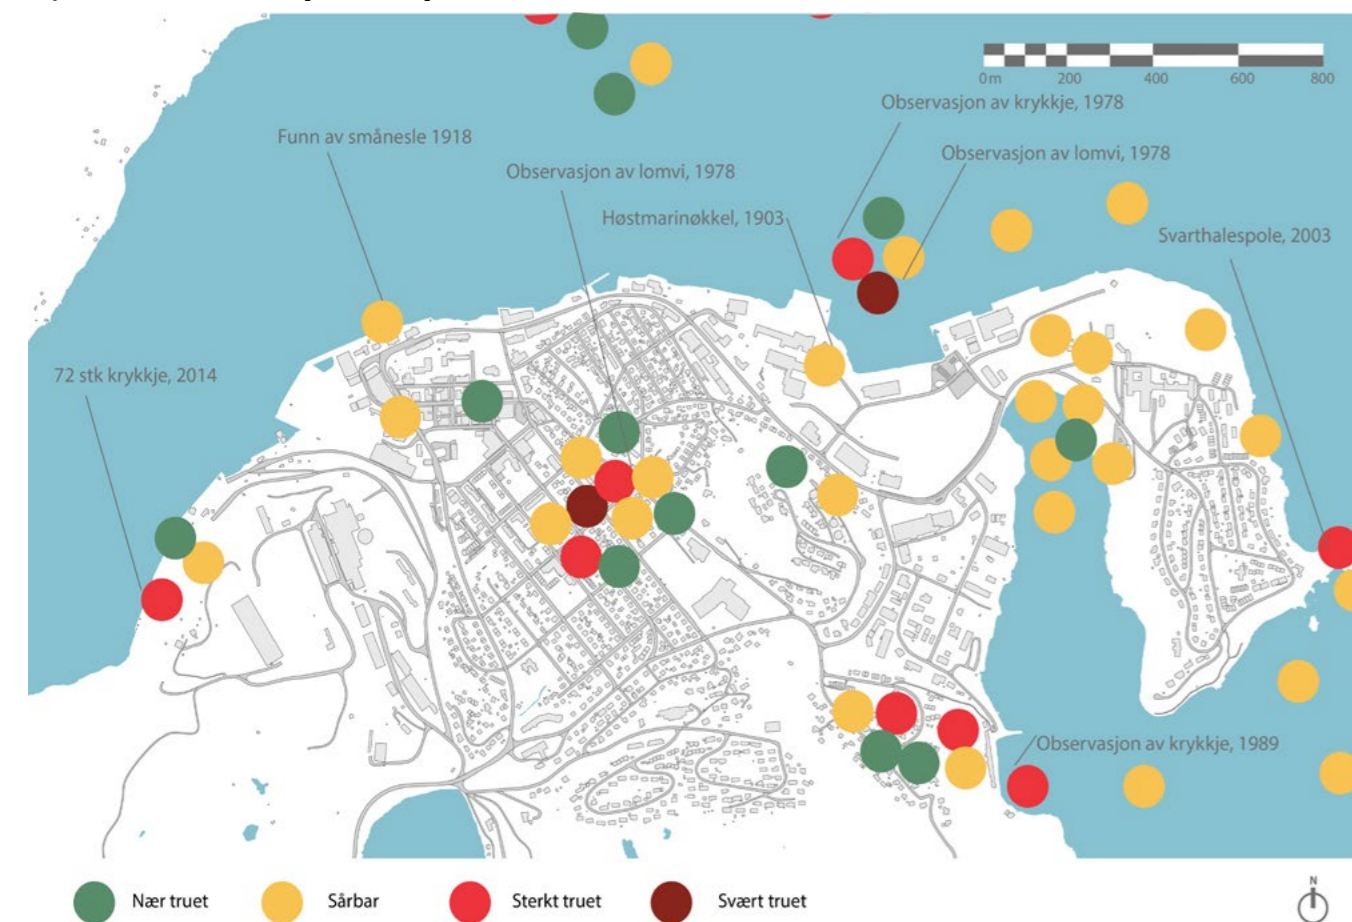 0 m 200 400 600 800
Observasjon av krykkje, 1978
Funn av smånesle 1918
Observasjon av lomvi, 1978
Observasjon av lomvi, 1978
Høstmarinøkkel, 1903
Svarthalespole, 2003
72 stk krykkje, 2014
Observasjon av krykkje, 1989
Nær truet
Sårbar
Sterkt truet
Svært truet
N